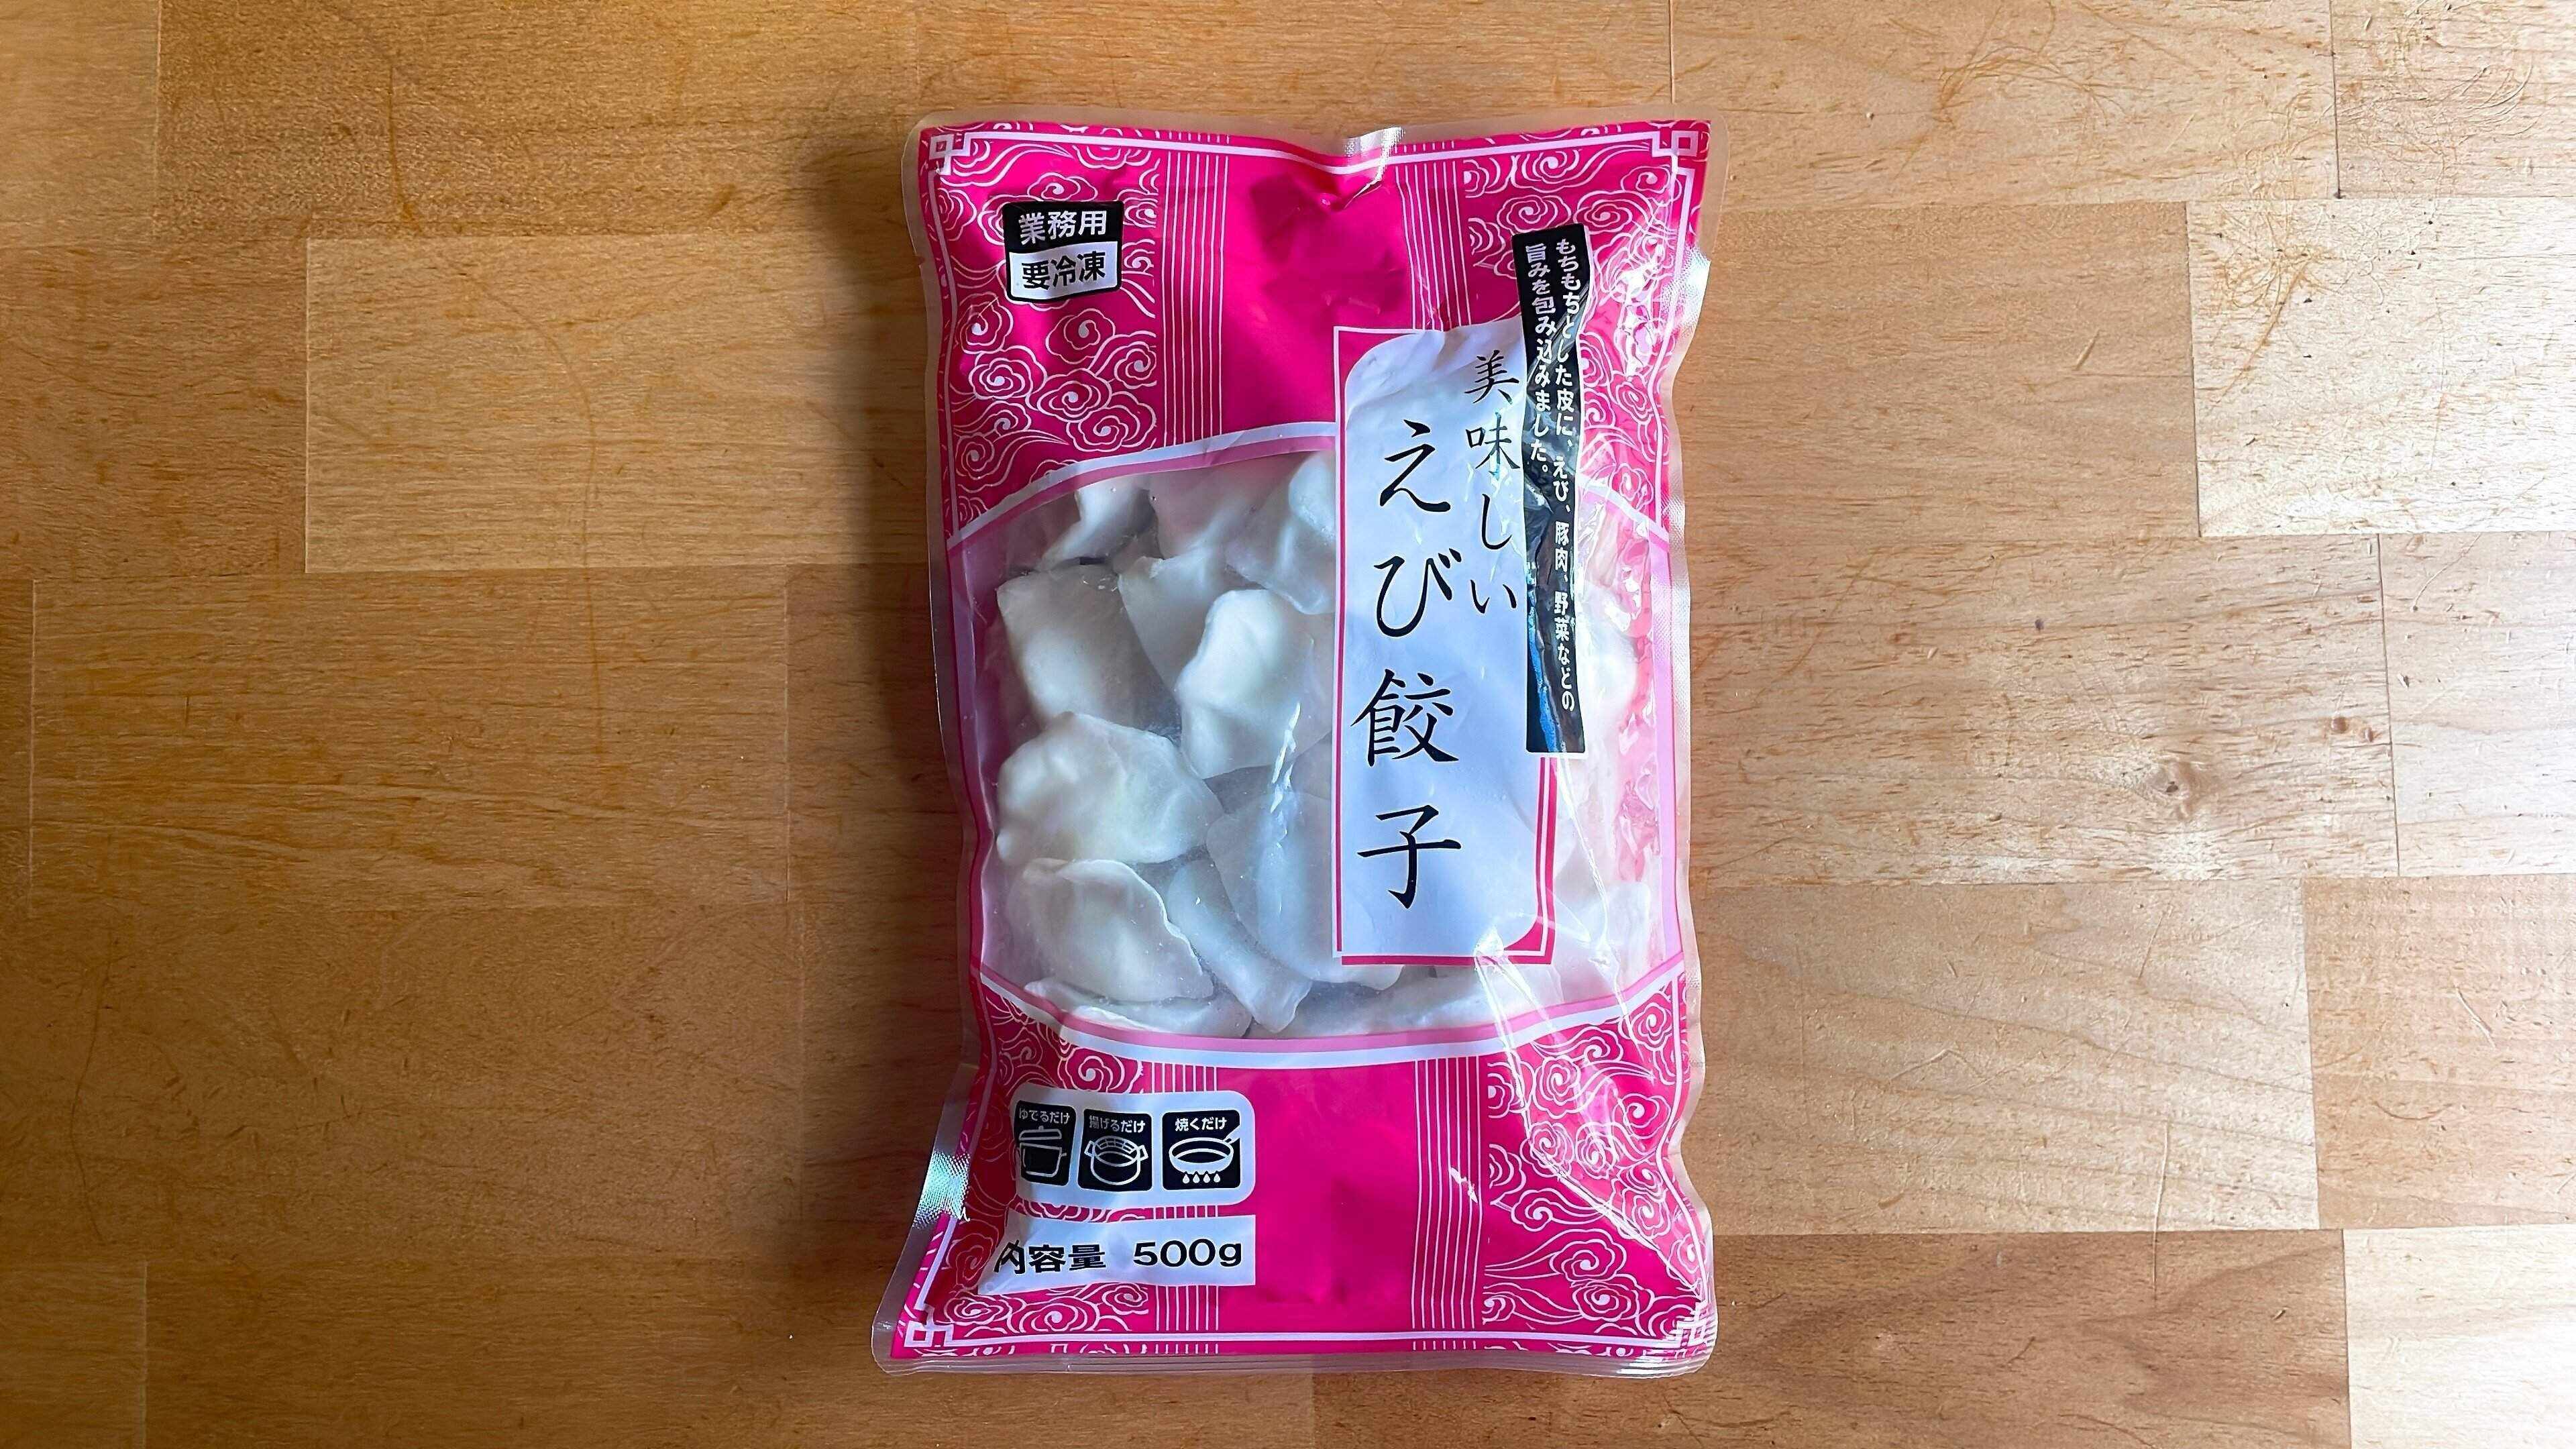 業務用
要冷凍
もちもちとした皮に、えび、豚肉、野菜などの
旨みを包み込みました。
美味しい
えび餃子
ゆでるだけ
揚げるだけ
焼くだけ
内容量 500g